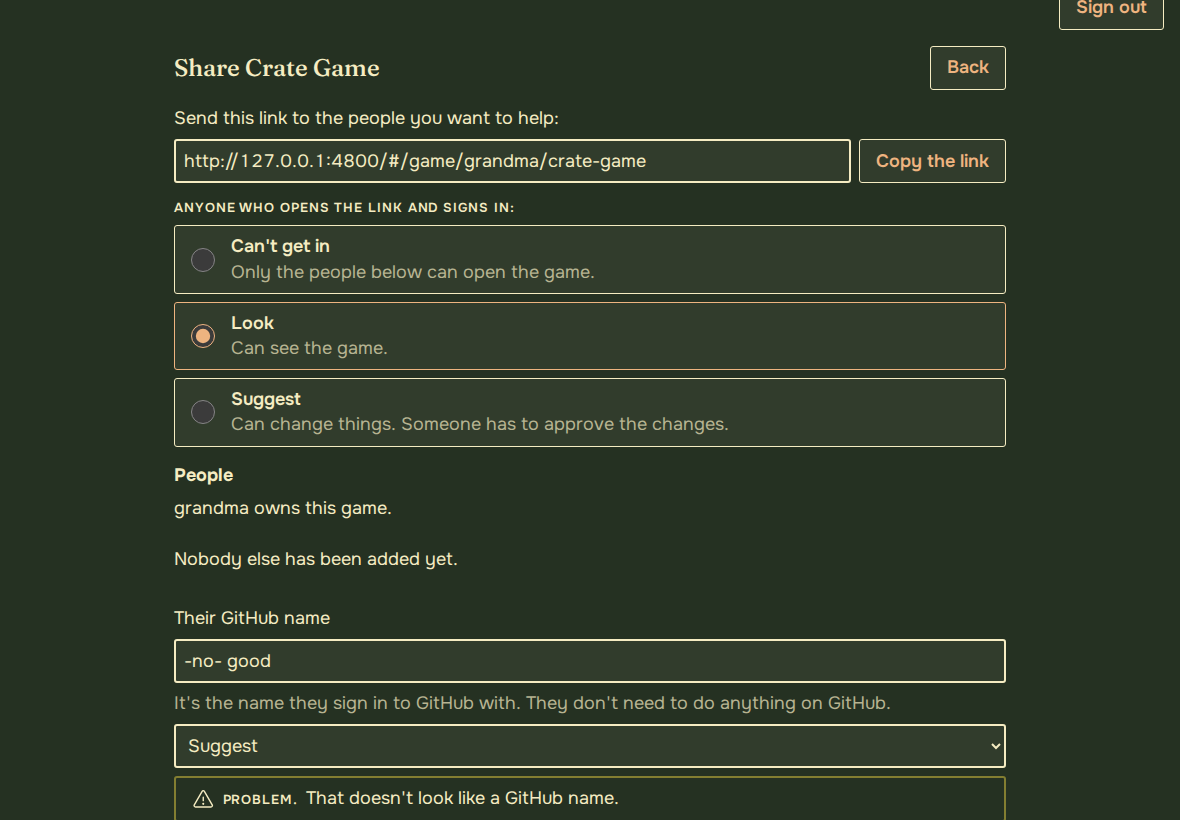 Sign out
Share Crate Game
Back
Send this link to the people you want to help:
http://127.0.0.1:4800/#/game/grandma/crate-game
Copy the link
ANYONE WHO OPENS THE LINK AND SIGNS IN:
Can't get in
Only the people below can open the game.
Look
Can see the game.
Suggest
Can change things. Someone has to approve the changes.
People
grandma owns this game.
Nobody else has been added yet.
Their GitHub name
-no- good
It's the name they sign in to GitHub with. They don't need to do anything on GitHub.
Suggest
PROBLEM. That doesn't look like a GitHub name.